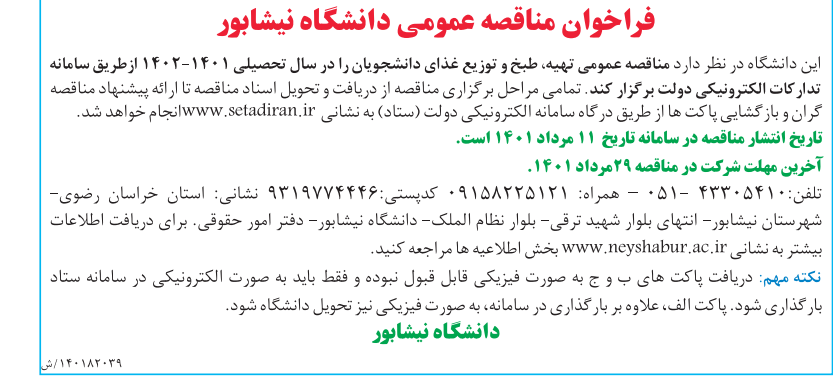 فراخوان مناقصه عمومی دانشگاه نیشابور
این دانشگاه در نظر دارد مناقصه عمومی تهیه، طبخ و توزیع غذای دانشجویان را در سال تحصیلی ۱۴۰۱-۱۴۰۲ ازطریق سامانه
تدارکات الکترونیکی دولت برگزار کند. تمامی مراحل برگزاری مناقصه از دریافت و تحویل اسناد مناقصه تا ارائه پیشنهاد مناقصه
گران و بازگشایی پاکت ها از طریق درگاه سامانه الکترونیکی دولت (ستاد) به نشانی www.setadiran.irانجام خواهد شد.
تاریخ انتشار مناقصه در سامانه تاریخ ۱۱ مرداد ۱۴۰۱ است.
آخرین مهلت شرکت در مناقصه ۲۹مرداد ۱۴۰۱.
تلفن:۴۳۳۰۵۴۱۰ -۰۵۱ – همراه: ۰۹۱۵۸۲۲۵۱۲۱ کدپستی:۹۳۱۹۷۷۴۴۴۶ نشانی: استان خراسان رضوی-
شهرستان نیشابور- انتهای بلوار شهید ترقی- بلوار نظام الملک- دانشگاه نیشابور- دفتر امور حقوقی. برای دریافت اطلاعات
بیشتر به نشانی www.neyshabur.ac.ir بخش اطلاعیه ها مراجعه کنید.
نکته مهم: دریافت پاکت های ب و ج به صورت فیزیکی قابل قبول نبوده و فقط باید به صورت الکترونیکی در سامانه ستاد
بارگذاری شود. پاکت الف، علاوه بر بارگذاری در سامانه، به صورت فیزیکی نیز تحویل دانشگاه شود.
دانشگاه نیشابور
۱۴۰۱۸۲۰۳۹/ش